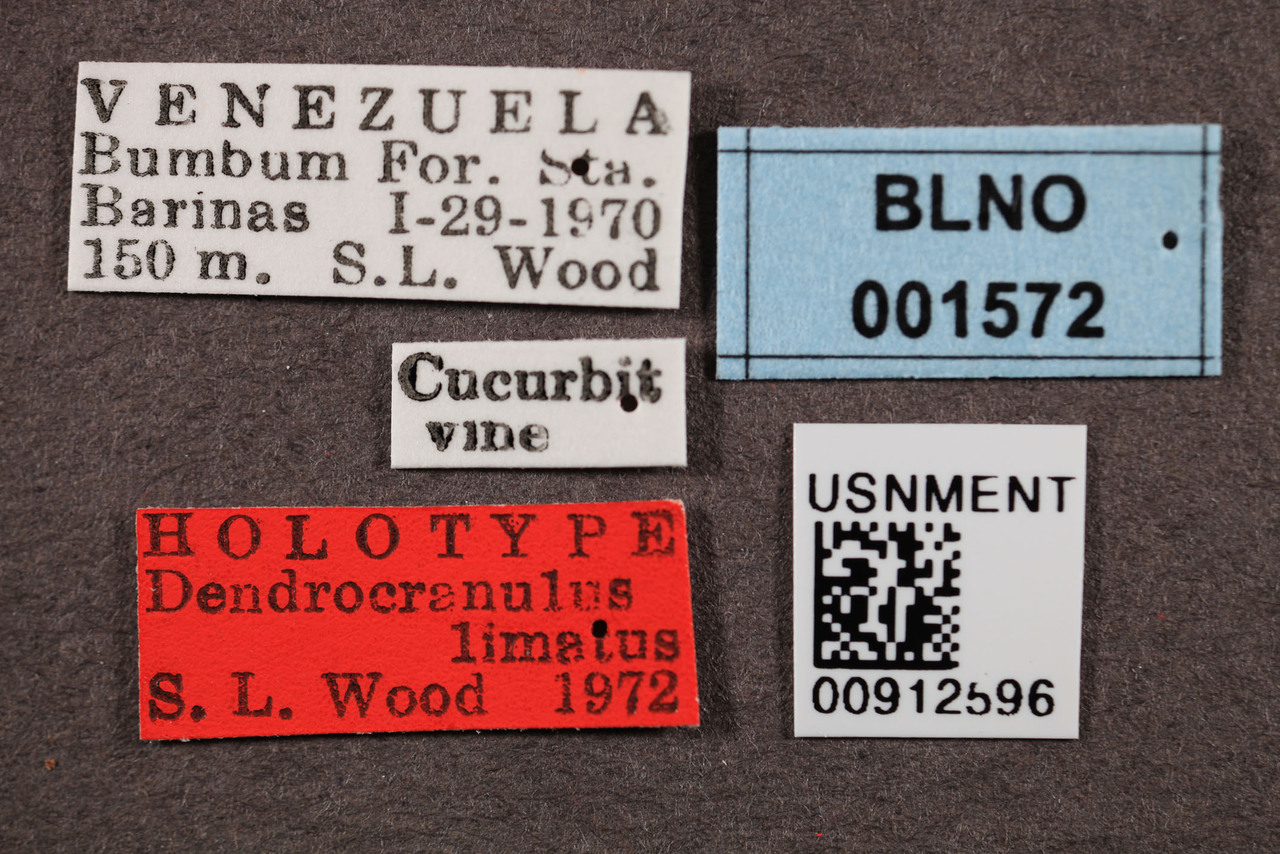 VENEZUELA
Bumbum For. Sta.
Barinas I-29-1970
150 m. S.L. Wood
BLNO
001572
Cucurbit
vine
HOLOTYPE
Dendrocranulus
limatus
S. L. Wood 1972
USNMENT
00912596